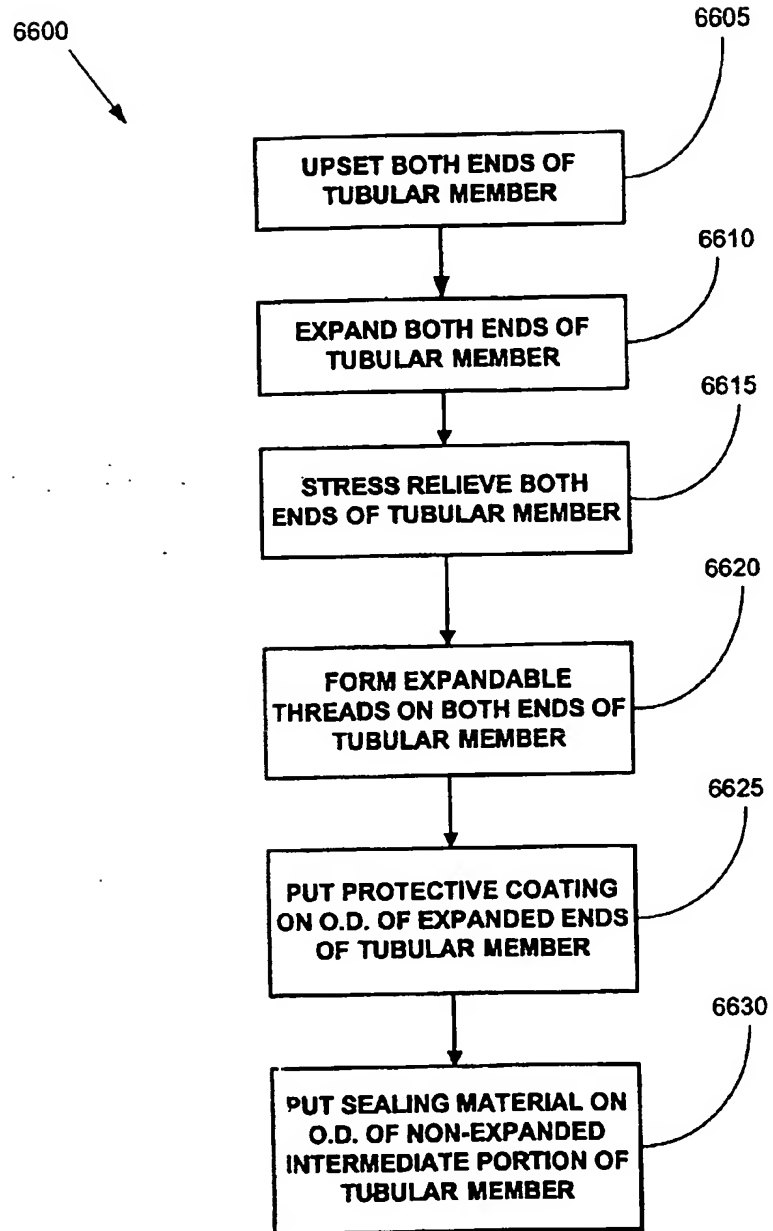 6600
6605
UPSET BOTH ENDS OF
TUBULAR MEMBER
6610
EXPAND BOTH ENDS OF
TUBULAR MEMBER
6615
STRESS RELIEVE BOTH
ENDS OF TUBULAR MEMBER
6620
FORM EXPANDABLE
THREADS ON BOTH ENDS OF
TUBULAR MEMBER
6625
PUT PROTECTIVE COATING
ON O.D. OF EXPANDED ENDS
OF TUBULAR MEMBER
6630
PUT SEALING MATERIAL ON
O.D. OF NON-EXPANDED
INTERMEDIATE PORTION OF
TUBULAR MEMBER